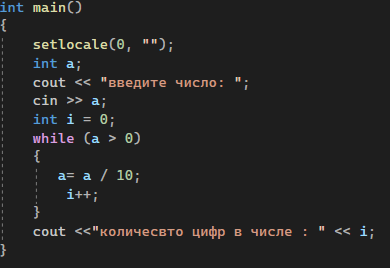 int main()
{
setlocale(0, "");
int a;
cout << "введите число: ";
cin >> a;
int i = 0;
while (a > 0)
{
a= a / 10;
i++;
}
cout <<"количесвто цифр в числе : " << i;
}